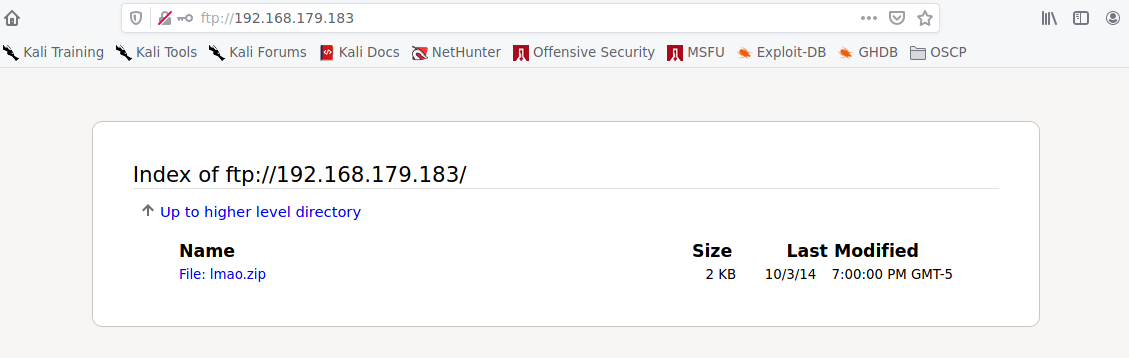 ftp://192.168.179.183
Kali Training Kali Tools Kali Forums Kali Docs NetHunter Offensive Security MSFU Exploit-DB GHDB OSCP
Index of ftp://192.168.179.183/
Up to higher level directory
Name Size Last Modified
File: lmao.zip 2 KB 10/3/14 7:00:00 PM GMT-5